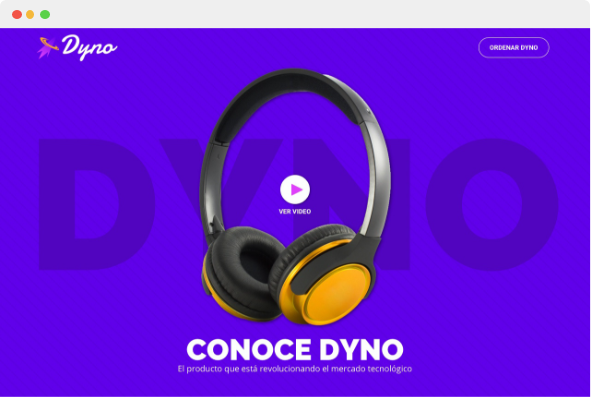 Dyno
ORDENAR DYNO
DYNO
VER VIDEO
CONOCE DYNO
El producto que está revolucionando el mercado tecnológico